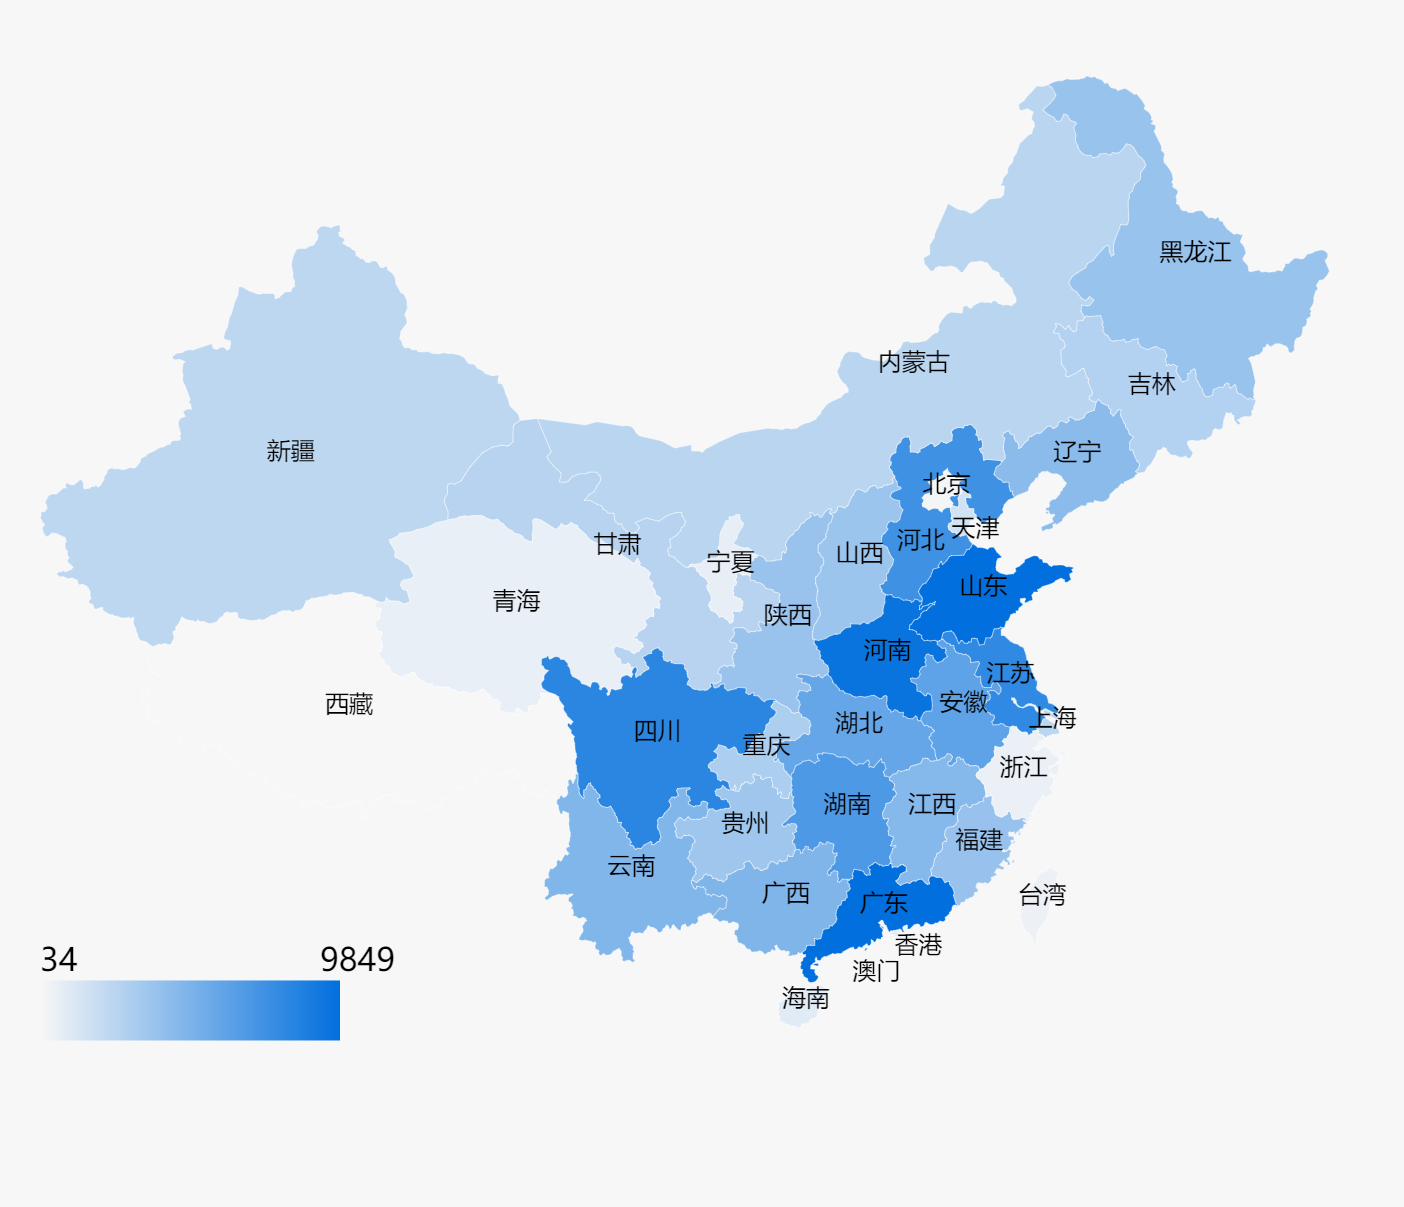 黑龙江
内蒙古
吉林
新疆
辽宁
北京
天津
甘肃
宁夏
山西
河北
青海
陕西
山东
河南
西藏
四川
重庆
湖北
安徽
江苏
上海
浙江
贵州
湖南
江西
福建
云南
广西
广东
台湾
香港
澳门
海南
34
9849